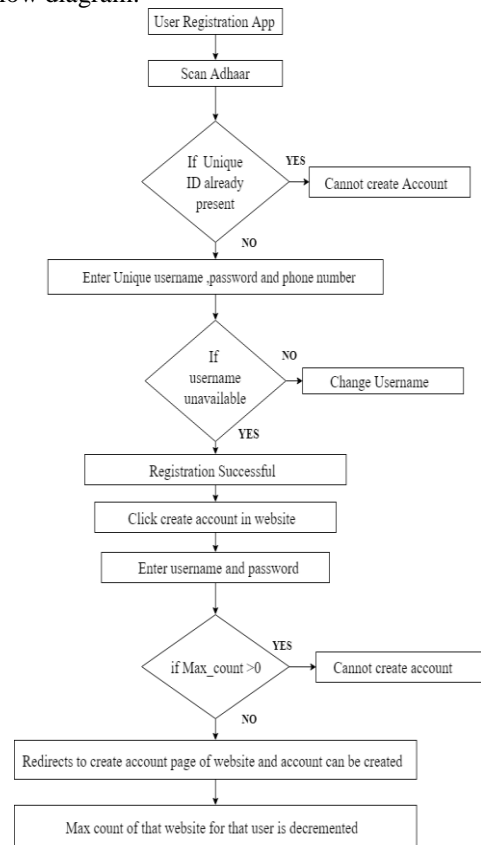 User Registration App
Scan Adhaar
If Unique
ID already
present
YES
Cannot create Account
NO
Enter Unique username ,password and phone number
If
username
unavailable
NO
Change Username
YES
Registration Successful
Click create account in website
Enter username and password
if Max_count >0
YES
Cannot create account
NO
Redirects to create account page of website and account can be created
Max count of that website for that user is decremented